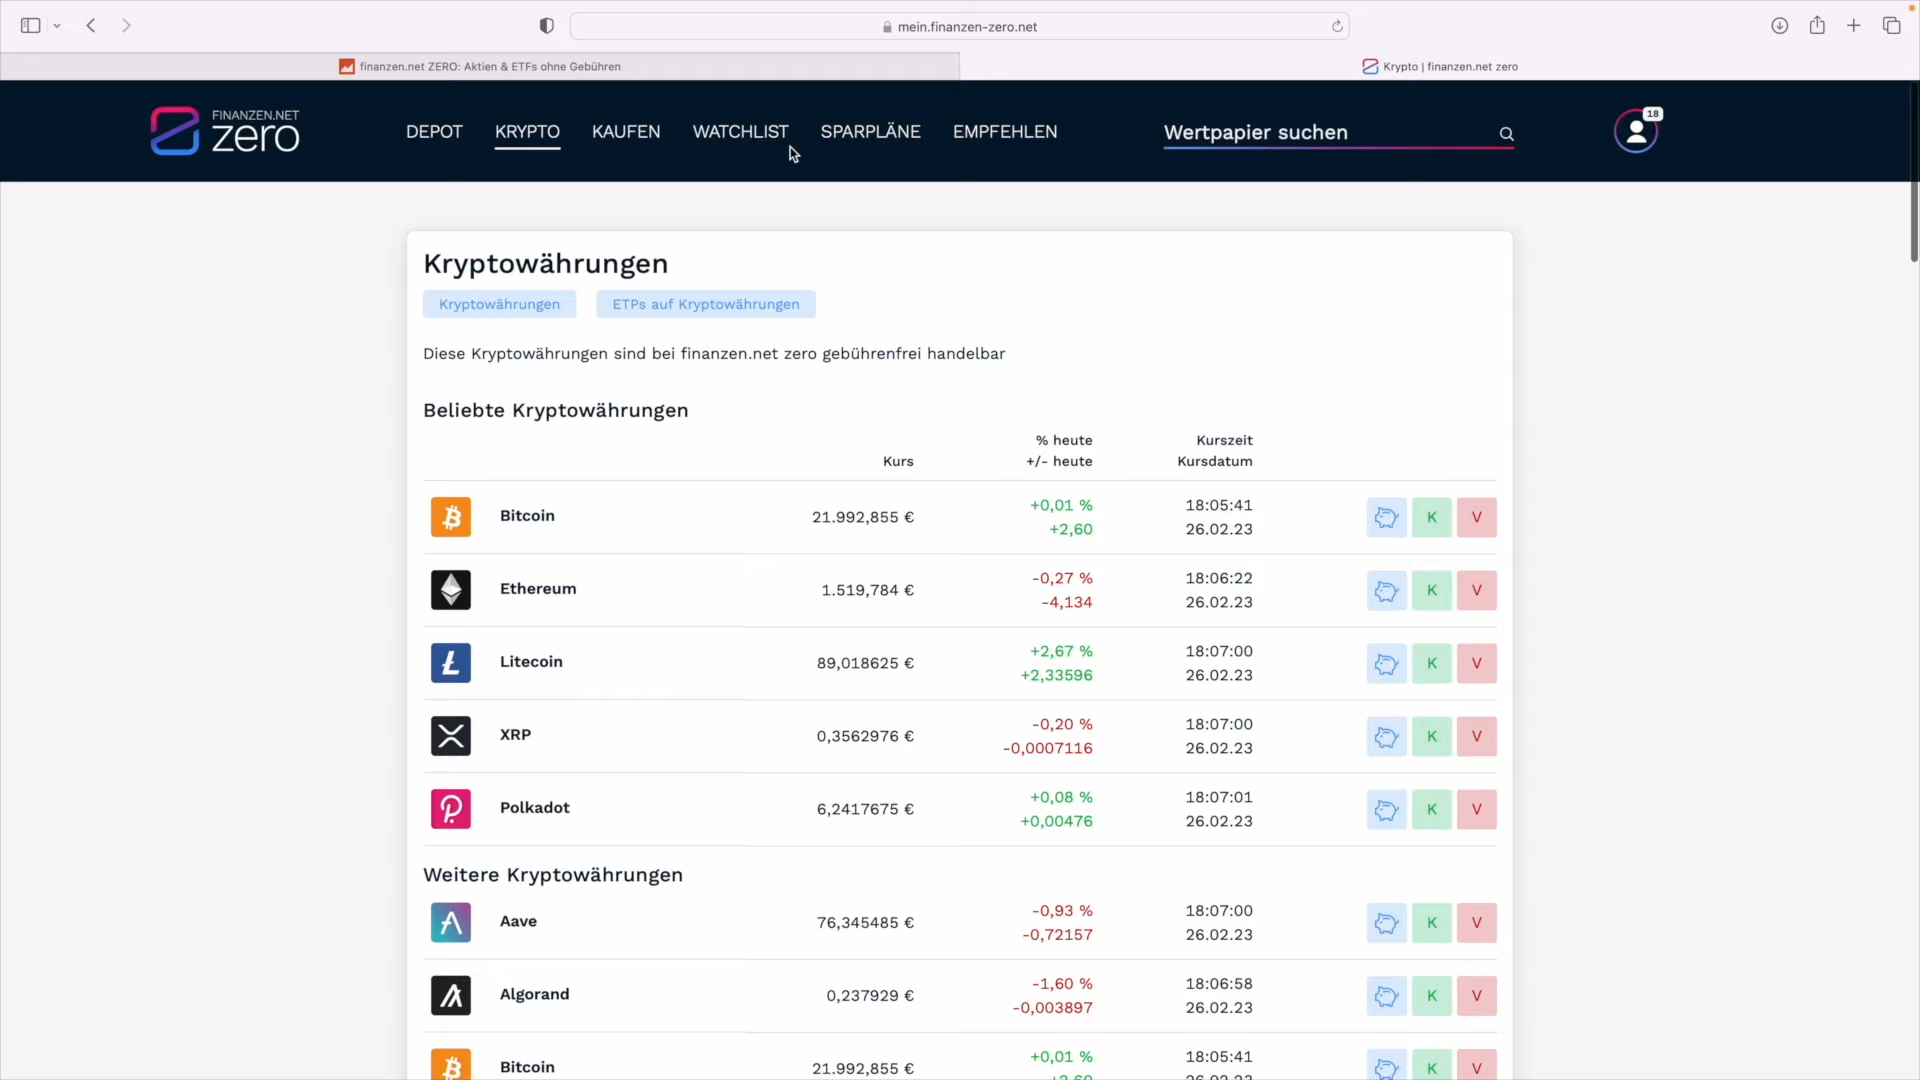 mein.finanzen-zero.net
finanzen.net ZERO: Aktien & ETFs ohne Gebühren
Krypto | finanzen.net zero
FINANZEN.NET
zero
DEPOT KRYPTO KAUFEN WATCHLIST SPARPLÄNE EMPFEHLEN
Wertpapier suchen
18
Kryptowährungen
Kryptowährungen ETPs auf Kryptowährungen
Diese Kryptowährungen sind bei finanzen.net zero gebührenfrei handelbar
Beliebte Kryptowährungen
% heute Kurszeit
Kurs +/- heute Kursdatum
+0,01 % 18:05:41
Bitcoin 21.992,855 € K V
+2,60 26.02.23
-0,27 % 18:06:22
Ethereum 1.519,784 € K V
-4,134 26.02.23
+2,67 % 18:07:00
Litecoin 89,018625 € K V
+2,33596 26.02.23
-0,20 % 18:07:00
XRP 0,3562976 € K V
-0,0007116 26.02.23
+0,08 % 18:07:01
Polkadot 6,2417675 € K V
+0,00476 26.02.23
Weitere Kryptowährungen
-0,93 % 18:07:00
Aave 76,345485 € K V
-0,72157 26.02.23
-1,60 % 18:06:58
Algorand 0,237929 € K V
-0,003897 26.02.23
+0,01 % 18:05:41
Bitcoin 21.992,855 € K V